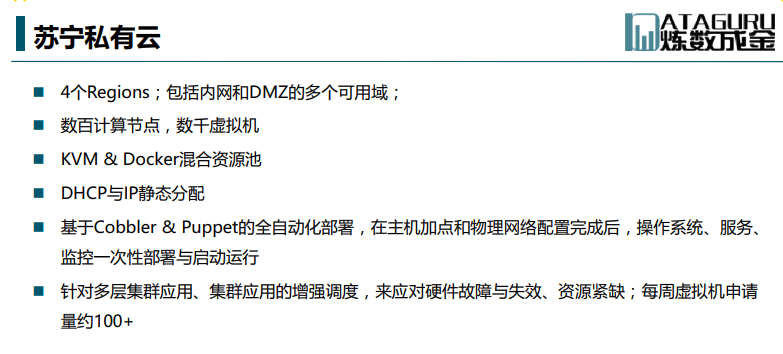 苏宁私有云
ATAGURU
炼数成金
4个Regions；包括内网和DMZ的多个可用域；
数百计算节点，数千虚拟机
KVM & Docker混合资源池
DHCP与IP静态分配
基于Cobbler & Puppet的全自动化部署，在主机加点和物理网络配置完成后，操作系统、服务、
监控一次性部署与启动运行
针对多层集群应用、集群应用的增强调度，来应对硬件故障与失效、资源紧缺；每周虚拟机申请
量约100+